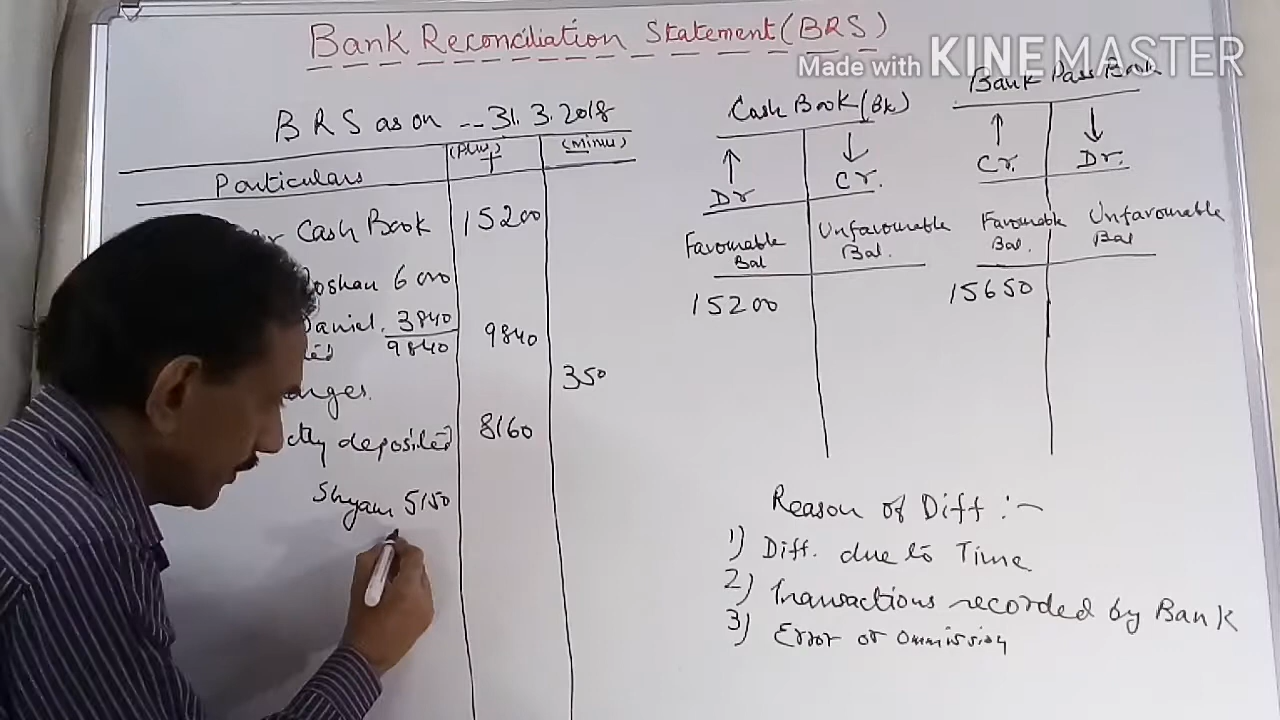 Bank Reconciliation Statement (BRS)
Made with KINEMASTER
BRS as on -- 31.3.2018
Particulars
(Plus) +
(minus)
Cash Book 15200
Roshan 6000
Daniel 3840
9840 9840
350
deposited 8160
Shyam 5150
Cash Book (Bk)
Dr
Cr.
Favourable Bal
Unfavourable Bal.
15200
Bank Pass Book
Cr.
Dr.
Favourable Bal.
Unfavourable Bal
15650
Reason of Diff :-
1) Diff. due to Time
2) Transactions recorded by Bank
3) Error or Ommission